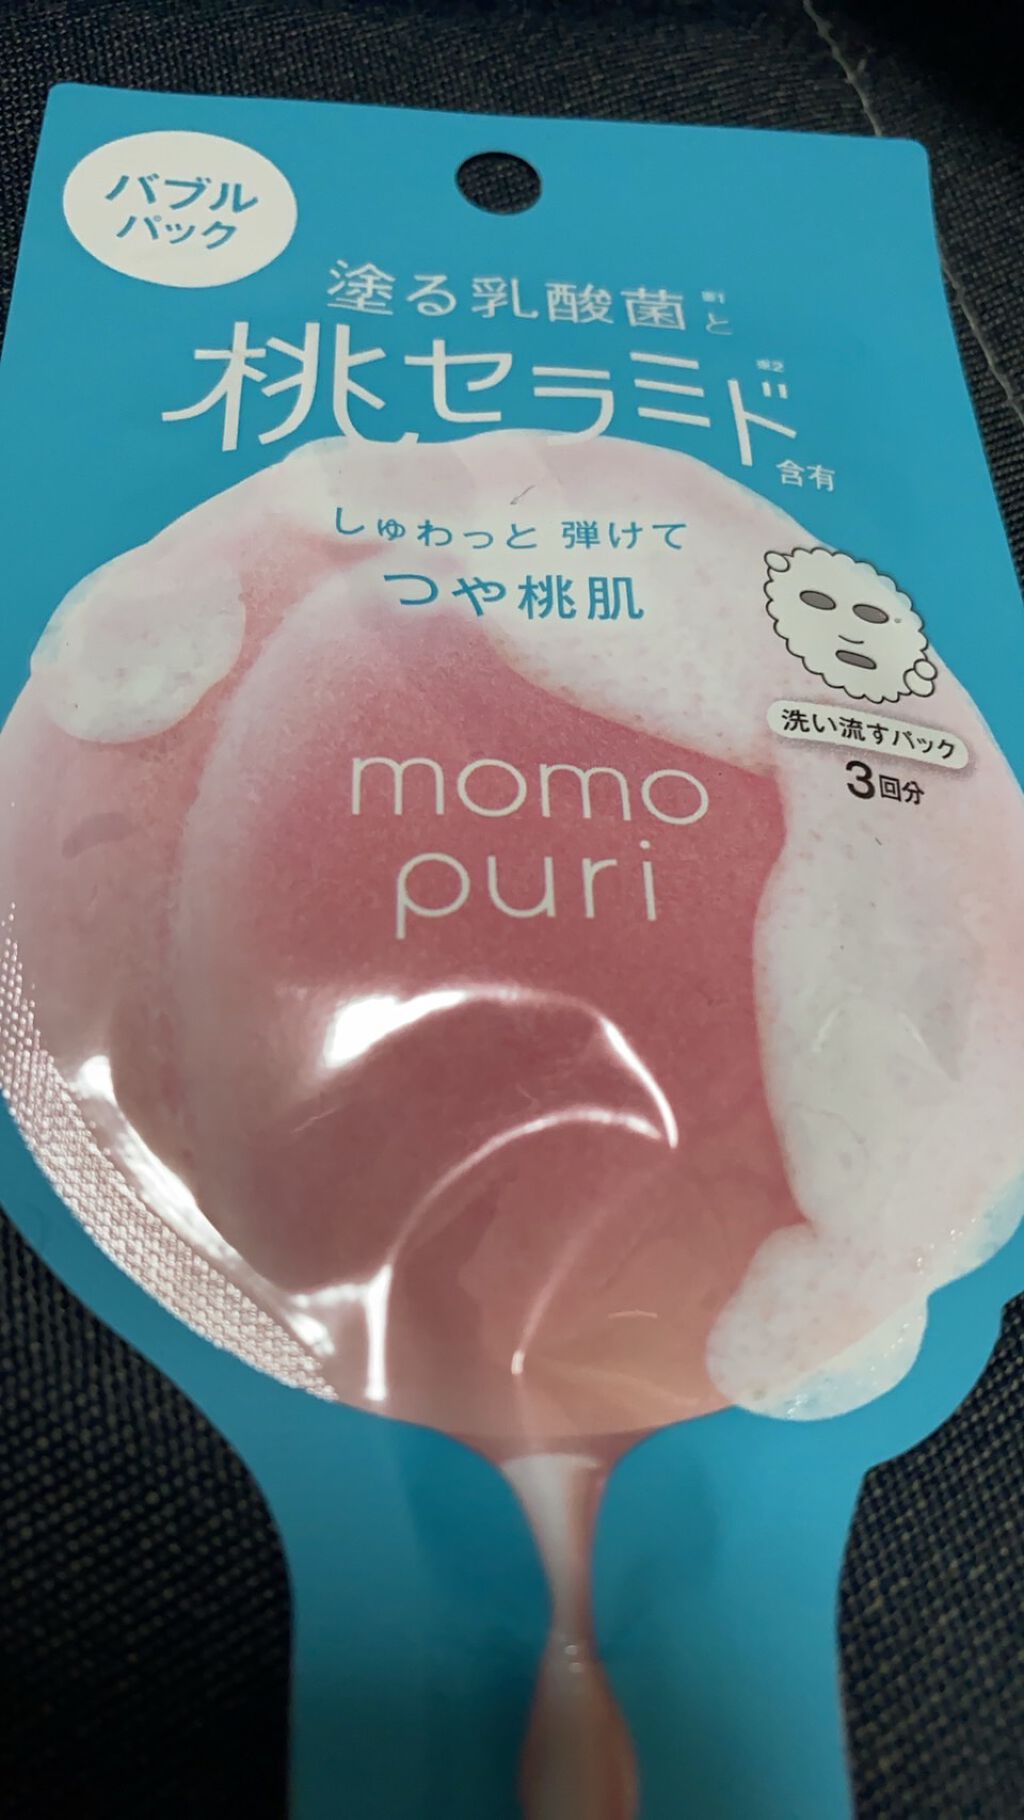 バブル
パック
塗る乳酸菌※1と
桃セラミド※2
含有
しゅわっと 弾けて
つや桃肌
洗い流すパック
3回分
momo
puri